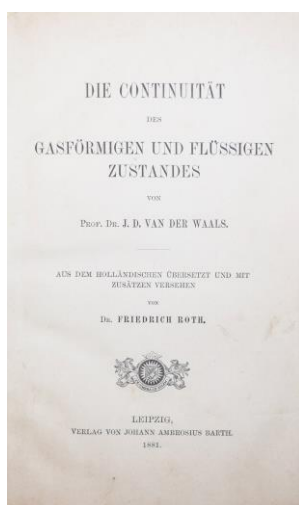 DIE CONTINUITÄT
DES
GASFÖRMIGEN UND FLÜSSIGEN
ZUSTANDES
VON
PROF. DR. J. D. VAN DER WAALS.
AUS DEM HOLLÄNDISCHEN ÜBERSETZT UND MIT
ZUSÄTZEN VERSEHEN
VON
DR. FRIEDRICH ROTH.
LEIPZIG,
VERLAG VON JOHANN AMBROSIUS BARTH.
1881.